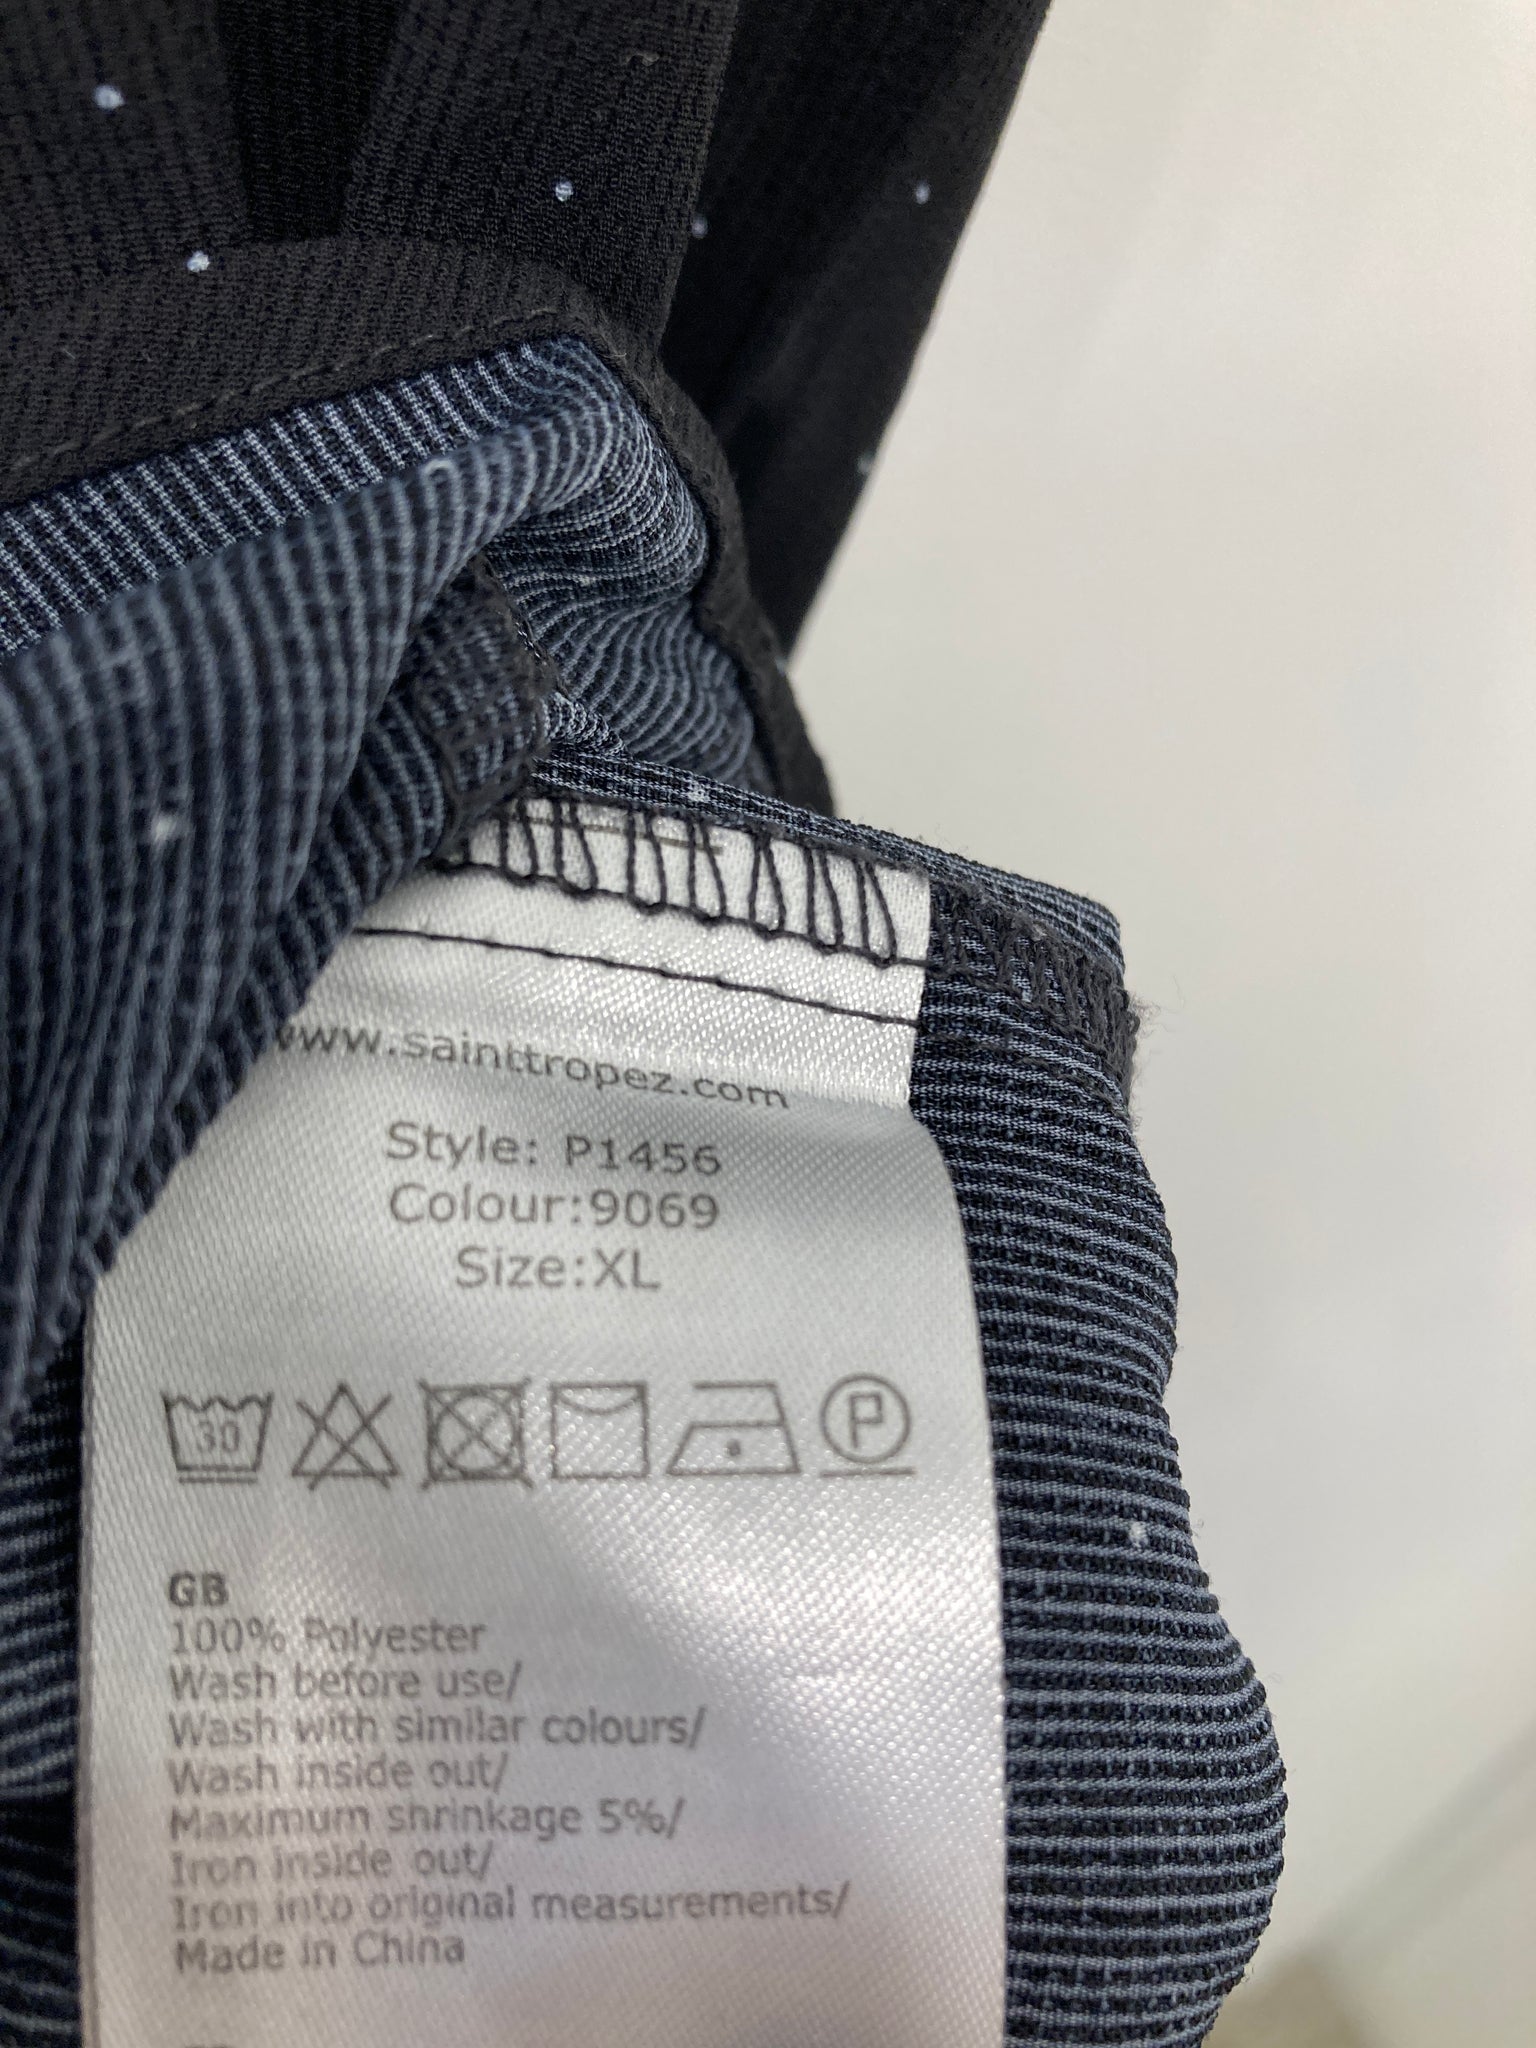 www.sainttropez.com
Style: P1456
Colour:9069
Size:XL
30
P
GB
100% Polyester
Wash before use/
Wash with similar colours/
Wash inside out/
Maximum shrinkage 5%/
Iron inside out/
Iron into original measurements/
Made in China